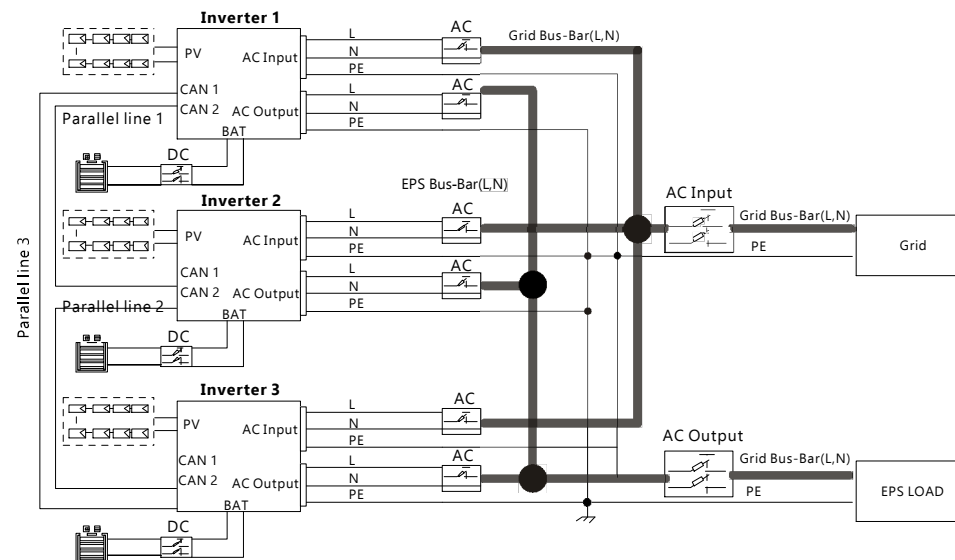 Inverter 1
PV
AC Input
CAN 1
CAN 2
AC Output
BAT
L
N
PE
L
N
PE
AC
AC
Grid Bus-Bar(L,N)
Parallel line 1
DC
EPS Bus-Bar(L,N)
Inverter 2
PV
AC Input
CAN 1
CAN 2
AC Output
BAT
L
N
PE
L
N
PE
AC
AC
AC Input
Grid Bus-Bar(L,N)
PE
Grid
Parallel line 3
Parallel line 2
DC
Inverter 3
PV
AC Input
CAN 1
CAN 2
AC Output
BAT
L
N
PE
L
N
PE
AC
AC
AC Output
Grid Bus-Bar(L,N)
PE
EPS LOAD
DC